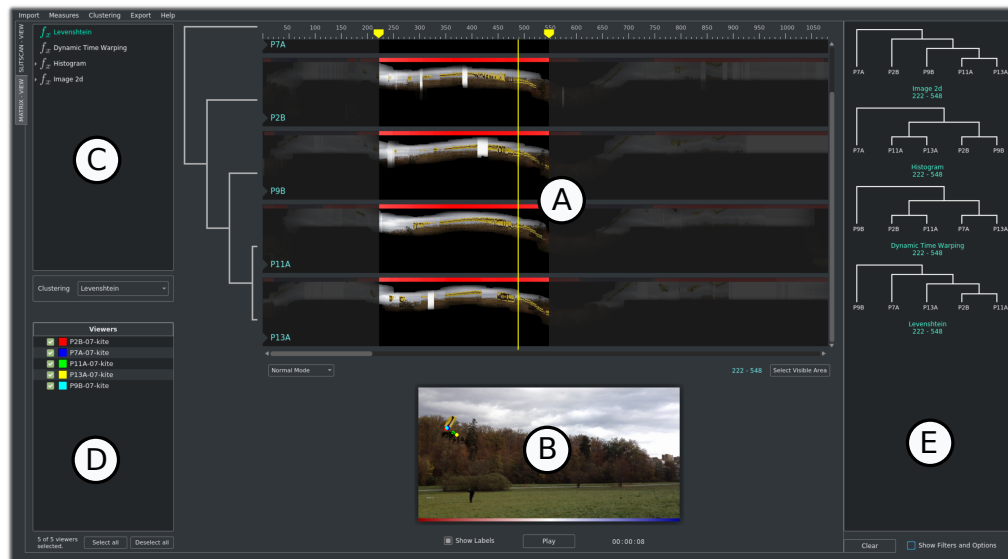 Import Measures Clustering Export Help
SLITSCAN - VIEW
MATRIX - VIEW
fx Levenshtein
fx Dynamic Time Warping
fx Histogram
fx Image 2d
C
Clustering Levenshtein
Viewers
P2B-07-kite
P7A-07-kite
P11A-07-kite
P13A-07-kite
P9B-07-kite
D
5 of 5 viewers
selected.
Select all Deselect all
50 100 150 200 250 300 350 400 450 500 550 600 650 700 750 800 850 900 950 1000 1050
P7A
P2B
P9B
P11A
P13A
A
Normal Mode 222 - 548 Select Visible Area
B
Show Labels Play 00:00:08
P7A P2B P9B P11A P13A
Image 2d
222 - 548
P7A P11A P13A P2B P9B
Histogram
222 - 548
P9B P2B P11A P7A P13A
Dynamic Time Warping
222 - 548
P9B P7A P13A P2B P11A
Levenshtein
222 - 548
E
Clear Show Filters and Options